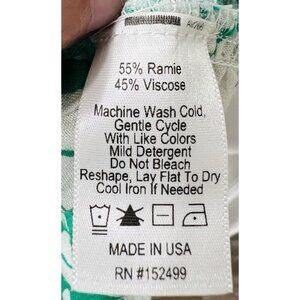 55% Ramie
45% Viscose
Machine Wash Cold,
Gentle Cycle
With Like Colors
Mild Detergent
Do Not Bleach
Reshape, Lay Flat To Dry
Cool Iron If Needed
MADE IN USA
RN #152499